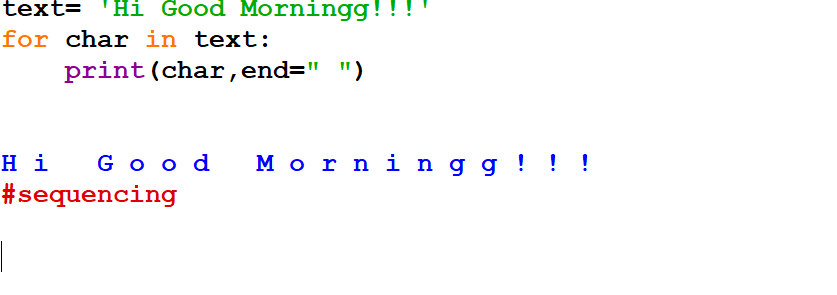 text= 'Hi Good Morningg!!!'
for char in text:
    print(char,end=" ")
H i   G o o d   M o r n i n g g ! ! !
#sequencing